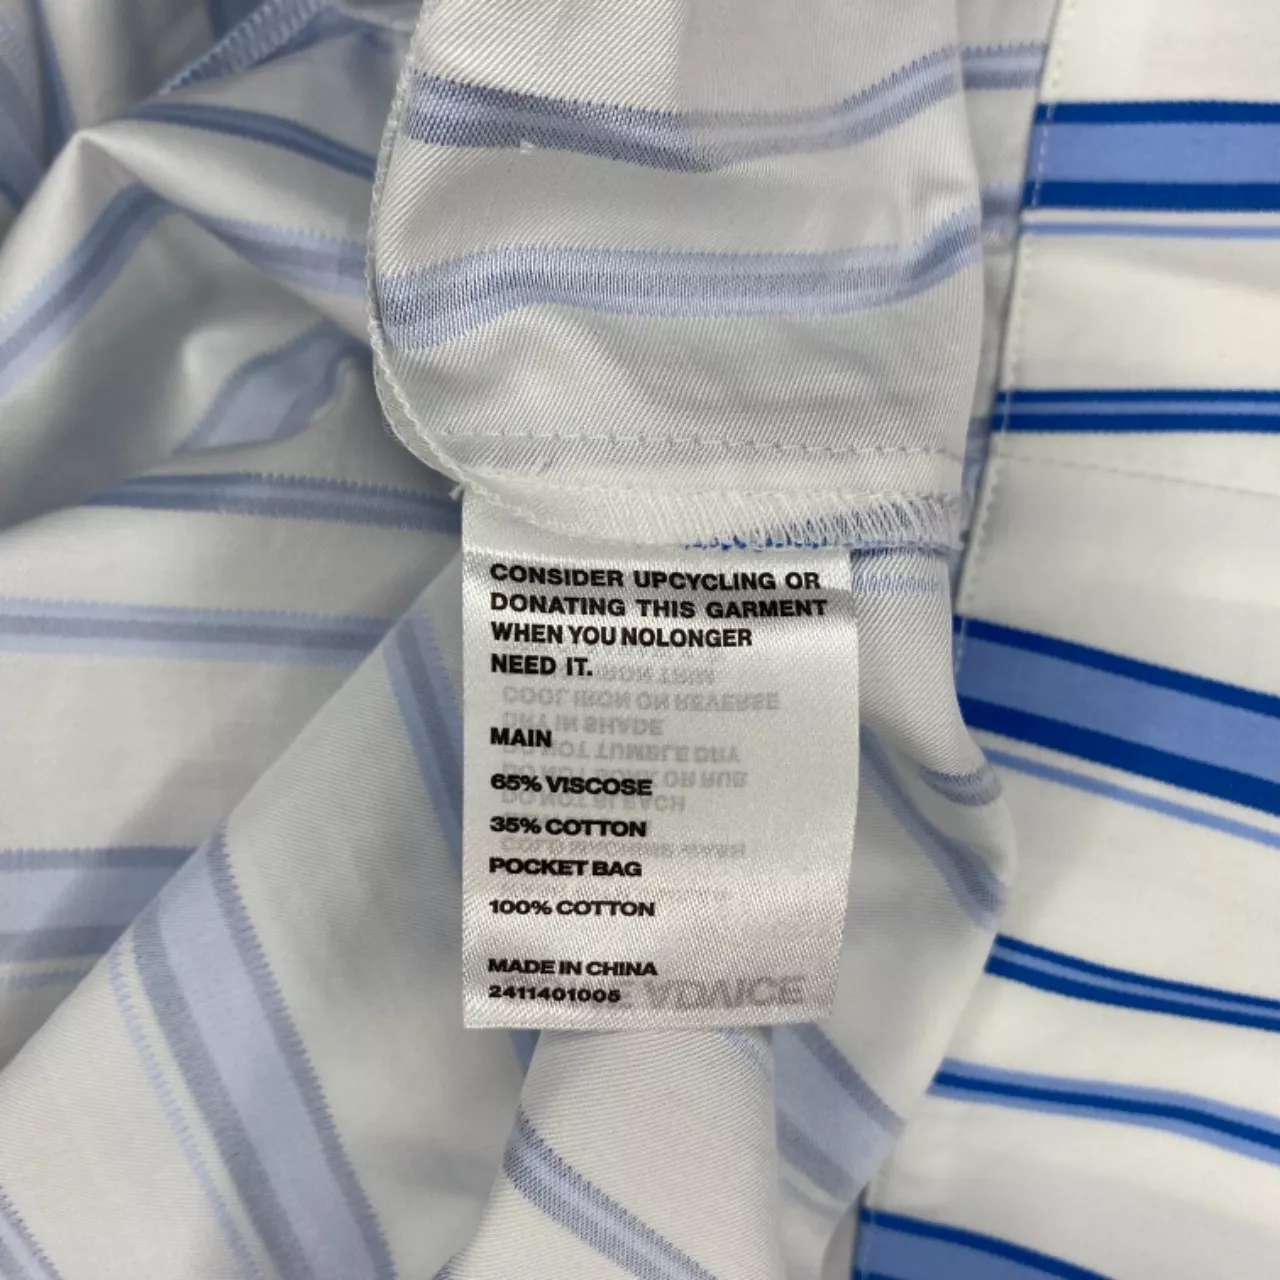 CONSIDER UPCYCLING OR
DONATING THIS GARMENT
WHEN YOU NOLONGER
NEED IT.
MAIN
65% VISCOSE
35% COTTON
POCKET BAG
100% COTTON
MADE IN CHINA
2411401005